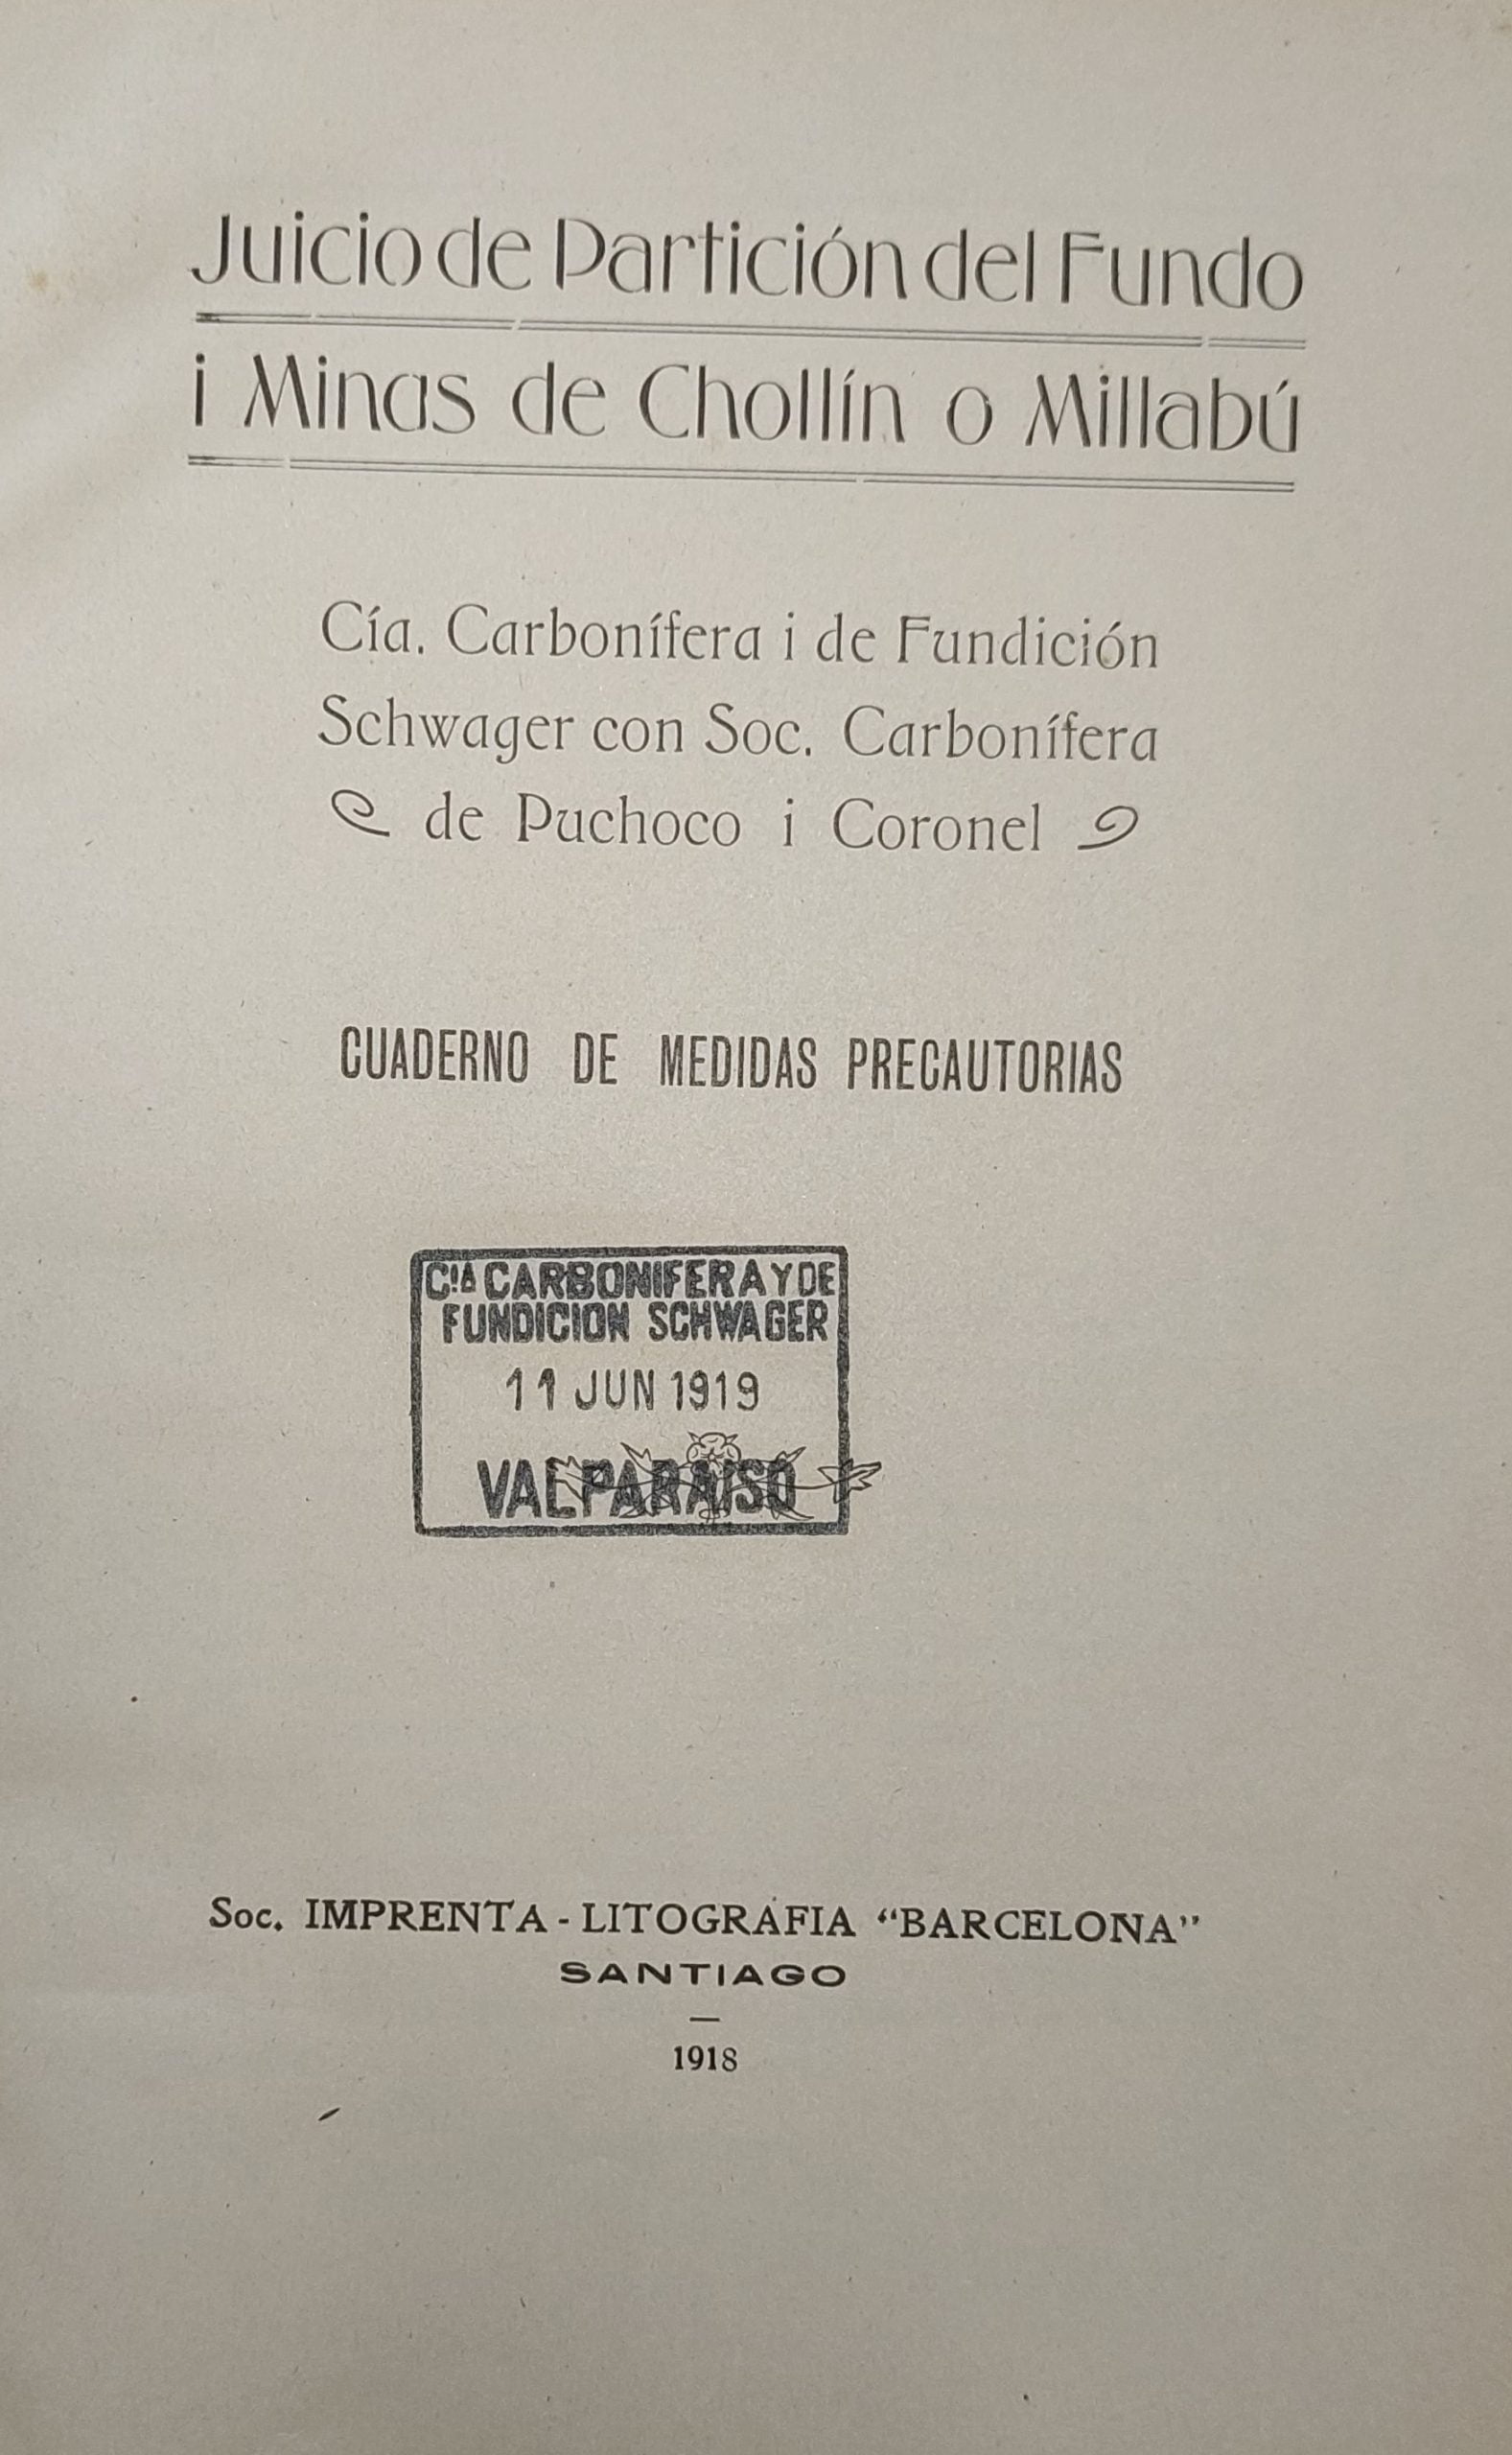 Juicio de Partición del Fundo
i Minas de Chollín o Millabú
Cía. Carbonífera i de Fundición
Schwager con Soc. Carbonífera
de Puchoco i Coronel
CUADERNO DE MEDIDAS PRECAUTORIAS
CIA CARBONIFERA Y DE
FUNDICION SCHWAGER
11 JUN 1919
VALPARAISO
Soc. IMPRENTA - LITOGRÁFIA "BARCELONA"
SANTIAGO
1918